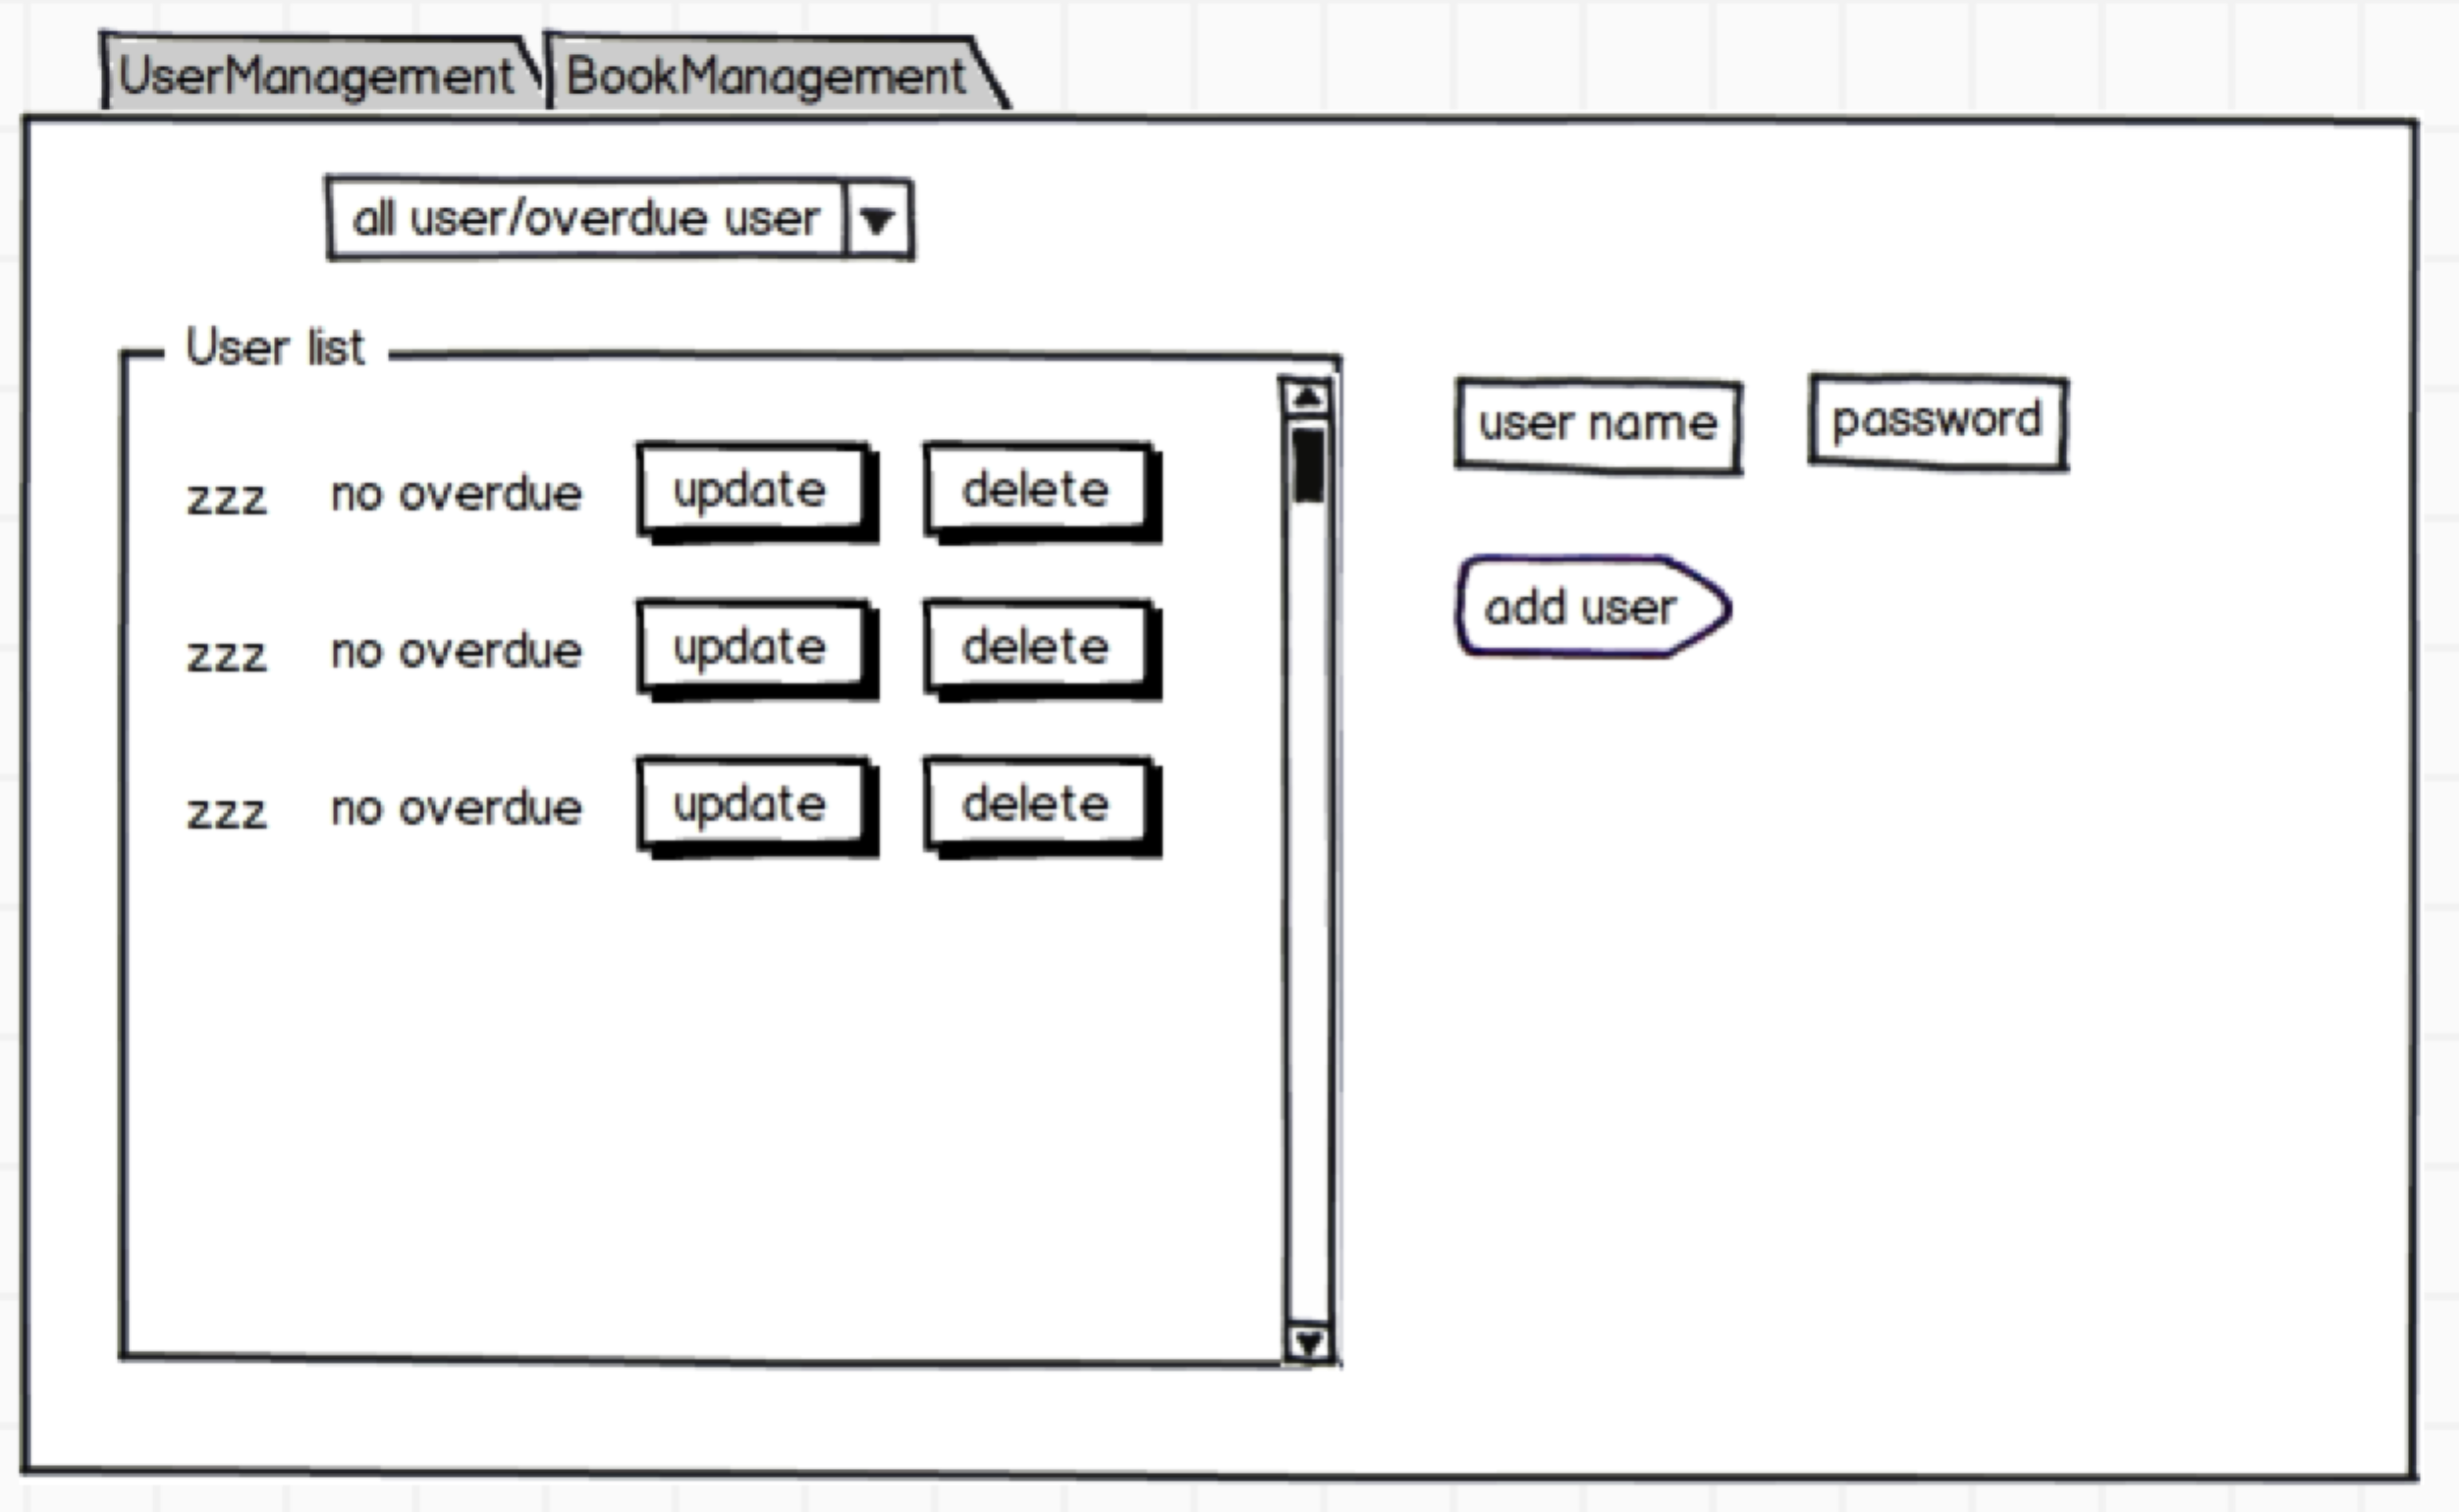 UserManagement BookManagement
all user/overdue user
User list
zzz no overdue update delete
zzz no overdue update delete
zzz no overdue update delete
user name password
add user